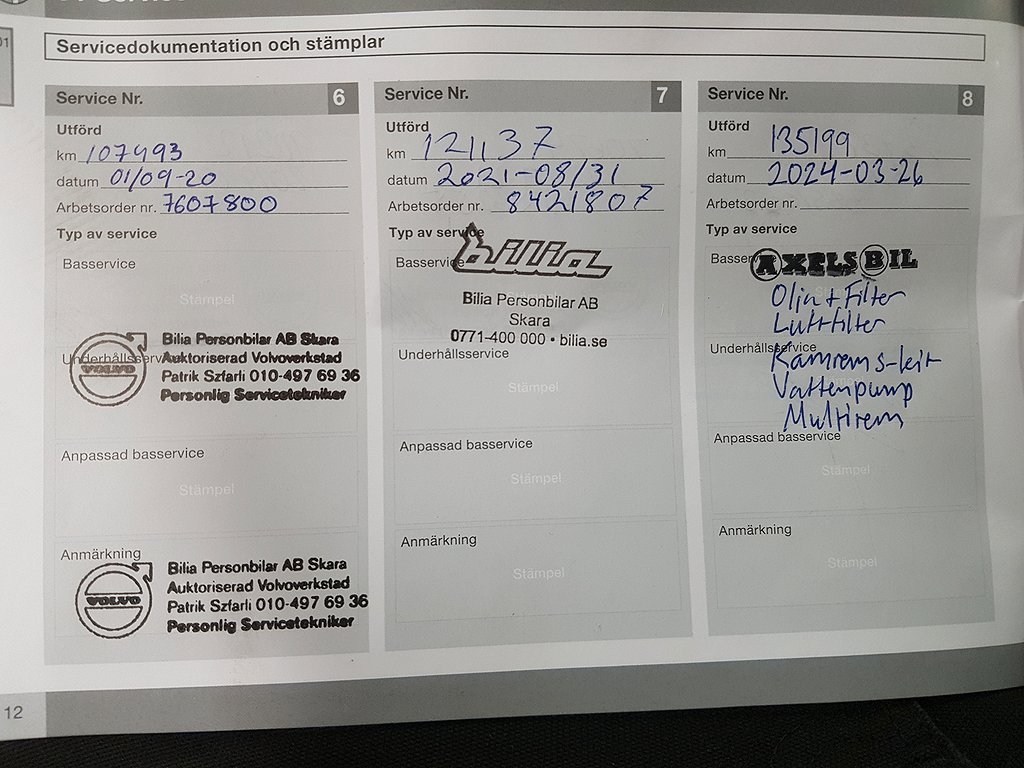 Servicedokumentation och stämplar
Service Nr. 6
Utförd
km 107493
datum 01/09-20
Arbetsorder nr. 7607800
Typ av service
Basservice
Stämpel
Underhållsservice
VOLVO
Bilia Personbilar AB Skara
Auktoriserad Volvoverkstad
Patrik Szfarli 010-497 69 36
Personlig Servicetekniker
Anpassad basservice
Stämpel
Anmärkning
VOLVO
Bilia Personbilar AB Skara
Auktoriserad Volvoverkstad
Patrik Szfarli 010-497 69 36
Personlig Servicetekniker
Service Nr. 7
Utförd
km 121137
datum 2021-08/31
Arbetsorder nr. 8421807
Typ av service
Basservice
bilia
Bilia Personbilar AB
Skara
0771-400 000 • bilia.se
Underhållsservice
Stämpel
Anpassad basservice
Stämpel
Anmärkning
Stämpel
Service Nr. 8
Utförd
km 135199
datum 2024-03-26
Arbetsorder nr.
Typ av service
AXELS BIL
Olja + Filter
Luftfilter
Underhållsservice
Kamrems-kit
Vattenpump
Multirem
Anpassad basservice
Stämpel
Anmärkning
Stämpel
12